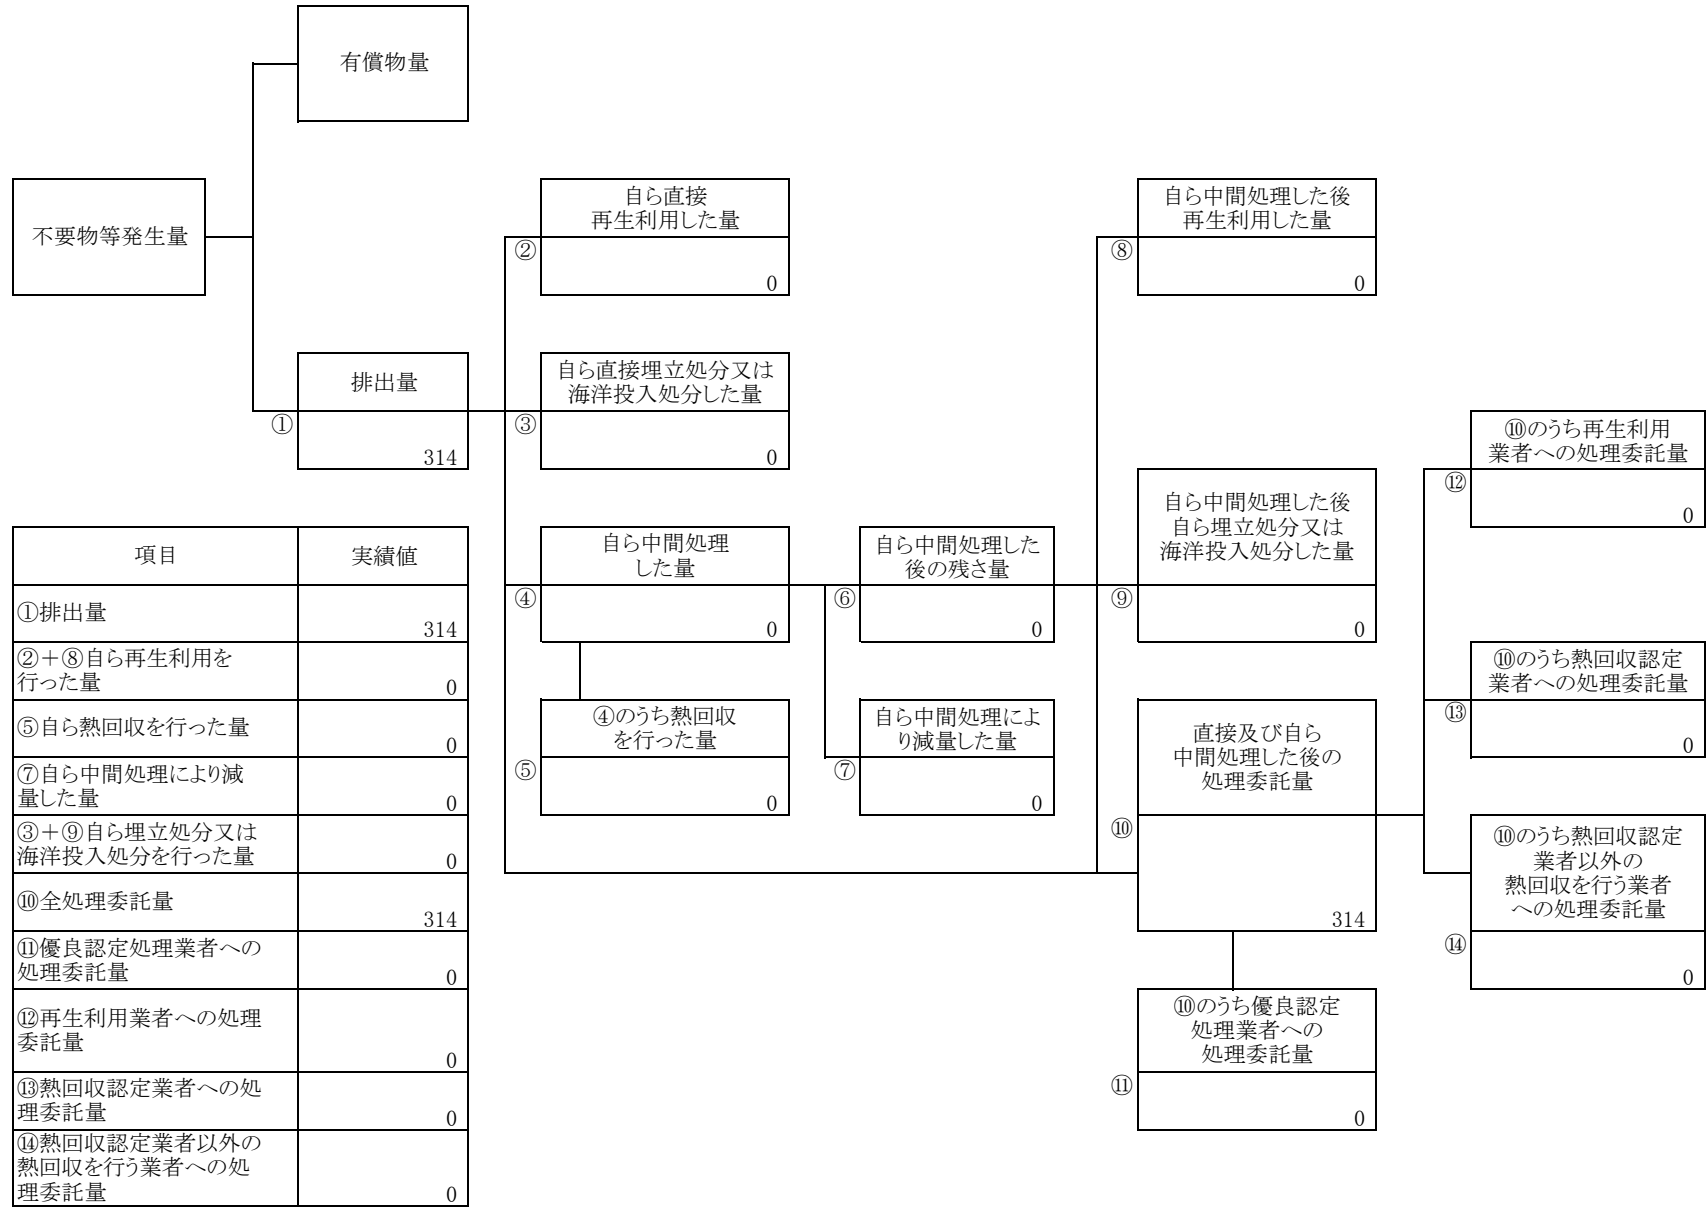 有償物量
不要物等発生量
排出量
①
314
自ら直接
再生利用した量
②
0
自ら直接埋立処分又は
海洋投入処分した量
③
0
自ら中間処理
した量
④
0
④のうち熱回収
を行った量
⑤
0
自ら中間処理した
後の残さ量
⑥
0
自ら中間処理によ
り減量した量
⑦
0
自ら中間処理した後
再生利用した量
⑧
0
自ら中間処理した後
自ら埋立処分又は
海洋投入処分した量
⑨
0
直接及び自ら
中間処理した後の
処理委託量
⑩
314
⑩のうち優良認定
処理業者への
処理委託量
⑪
0
⑩のうち再生利用
業者への処理委託量
⑫
0
⑩のうち熱回収認定
業者への処理委託量
⑬
0
⑩のうち熱回収認定
業者以外の
熱回収を行う業者
への処理委託量
⑭
0
項目 実績値
①排出量
314
②＋⑧自ら再生利用を
行った量
0
⑤自ら熱回収を行った量
0
⑦自ら中間処理により減
量した量
0
③＋⑨自ら埋立処分又は
海洋投入処分を行った量
0
⑩全処理委託量
314
⑪優良認定処理業者への
処理委託量
0
⑫再生利用業者への処理
委託量
0
⑬熱回収認定業者への処
理委託量
0
⑭熱回収認定業者以外の
熱回収を行う業者への処
理委託量
0